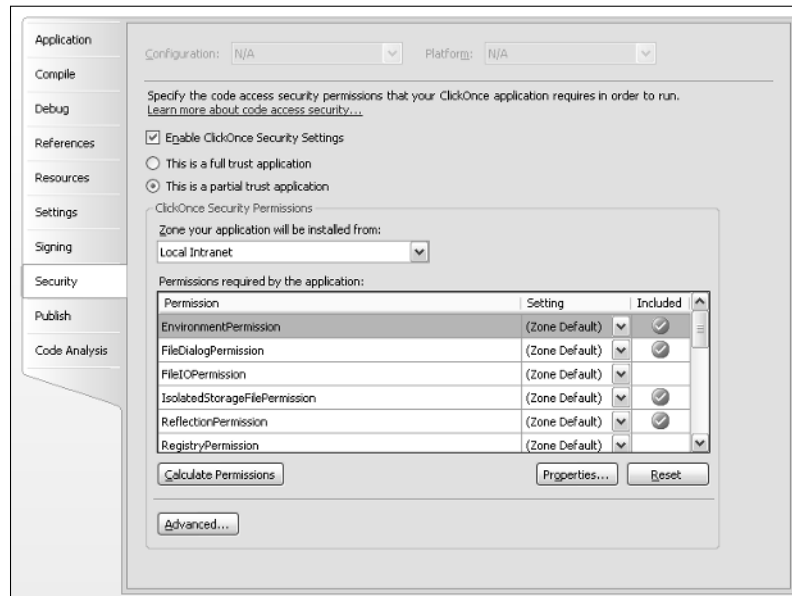 Application
Compile
Debug
References
Resources
Settings
Signing
Security
Publish
Code Analysis
Configuration: N/A Platform: N/A
Specify the code access security permissions that your ClickOnce application requires in order to run.
Learn more about code access security...
Enable ClickOnce Security Settings
This is a full trust application
This is a partial trust application
ClickOnce Security Permissions
Zone your application will be installed from:
Local Intranet
Permissions required by the application:
Permission Setting Included
EnvironmentPermission (Zone Default)
FileDialogPermission (Zone Default)
FileIOPermission (Zone Default)
IsolatedStorageFilePermission (Zone Default)
ReflectionPermission (Zone Default)
RegistryPermission (Zone Default)
Calculate Permissions Properties... Reset
Advanced...